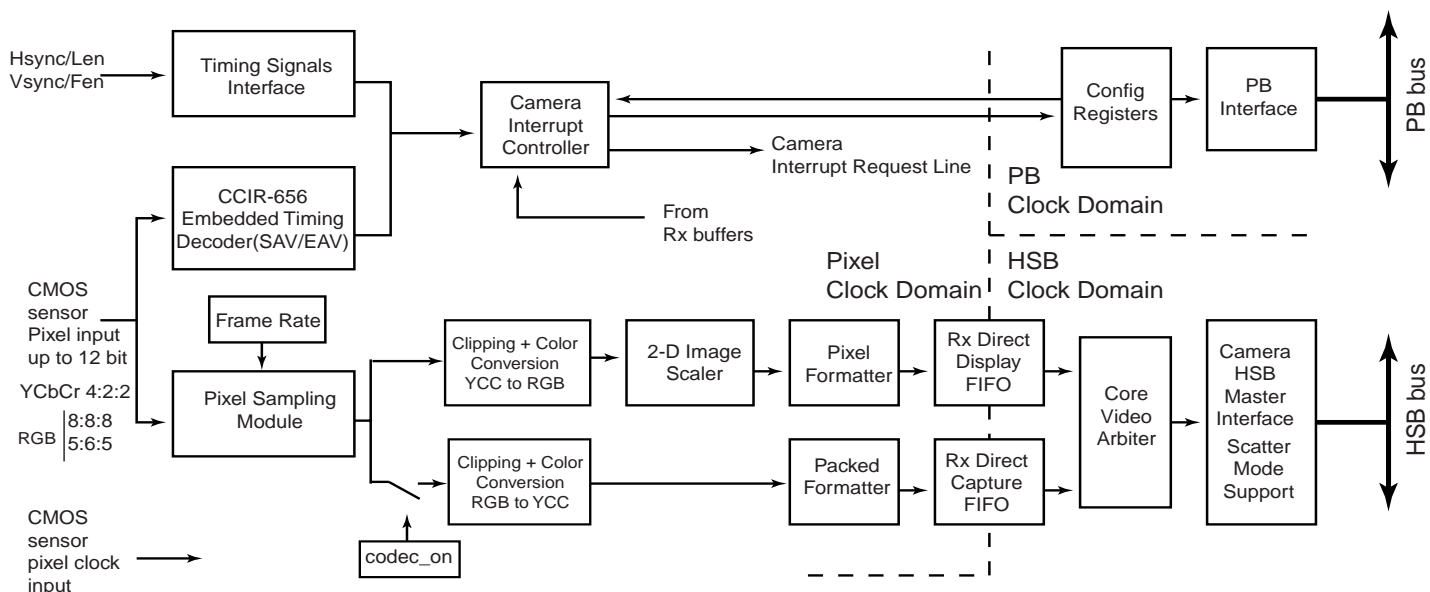 Hsync/Len
Vsync/Fen
Timing Signals
Interface
CCIR-656
Embedded Timing
Decoder(SAV/EAV)
Camera
Interrupt
Controller
Camera
Interrupt Request Line
From
Rx buffers
Config
Registers
PB
Interface
PB bus
PB
Clock Domain
Pixel
Clock Domain
HSB
Clock Domain
CMOS
sensor
Pixel input
up to 12 bit
YCbCr 4:2:2
RGB
8:8:8
5:6:5
Frame Rate
Pixel Sampling
Module
Clipping + Color
Conversion
YCC to RGB
2-D Image
Scaler
Pixel
Formatter
Rx Direct
Display
FIFO
Clipping + Color
Conversion
RGB to YCC
Packed
Formatter
Rx Direct
Capture
FIFO
Core
Video
Arbiter
Camera
HSB
Master
Interface
Scatter
Mode
Support
HSB bus
codec_on
CMOS
sensor
pixel clock
input